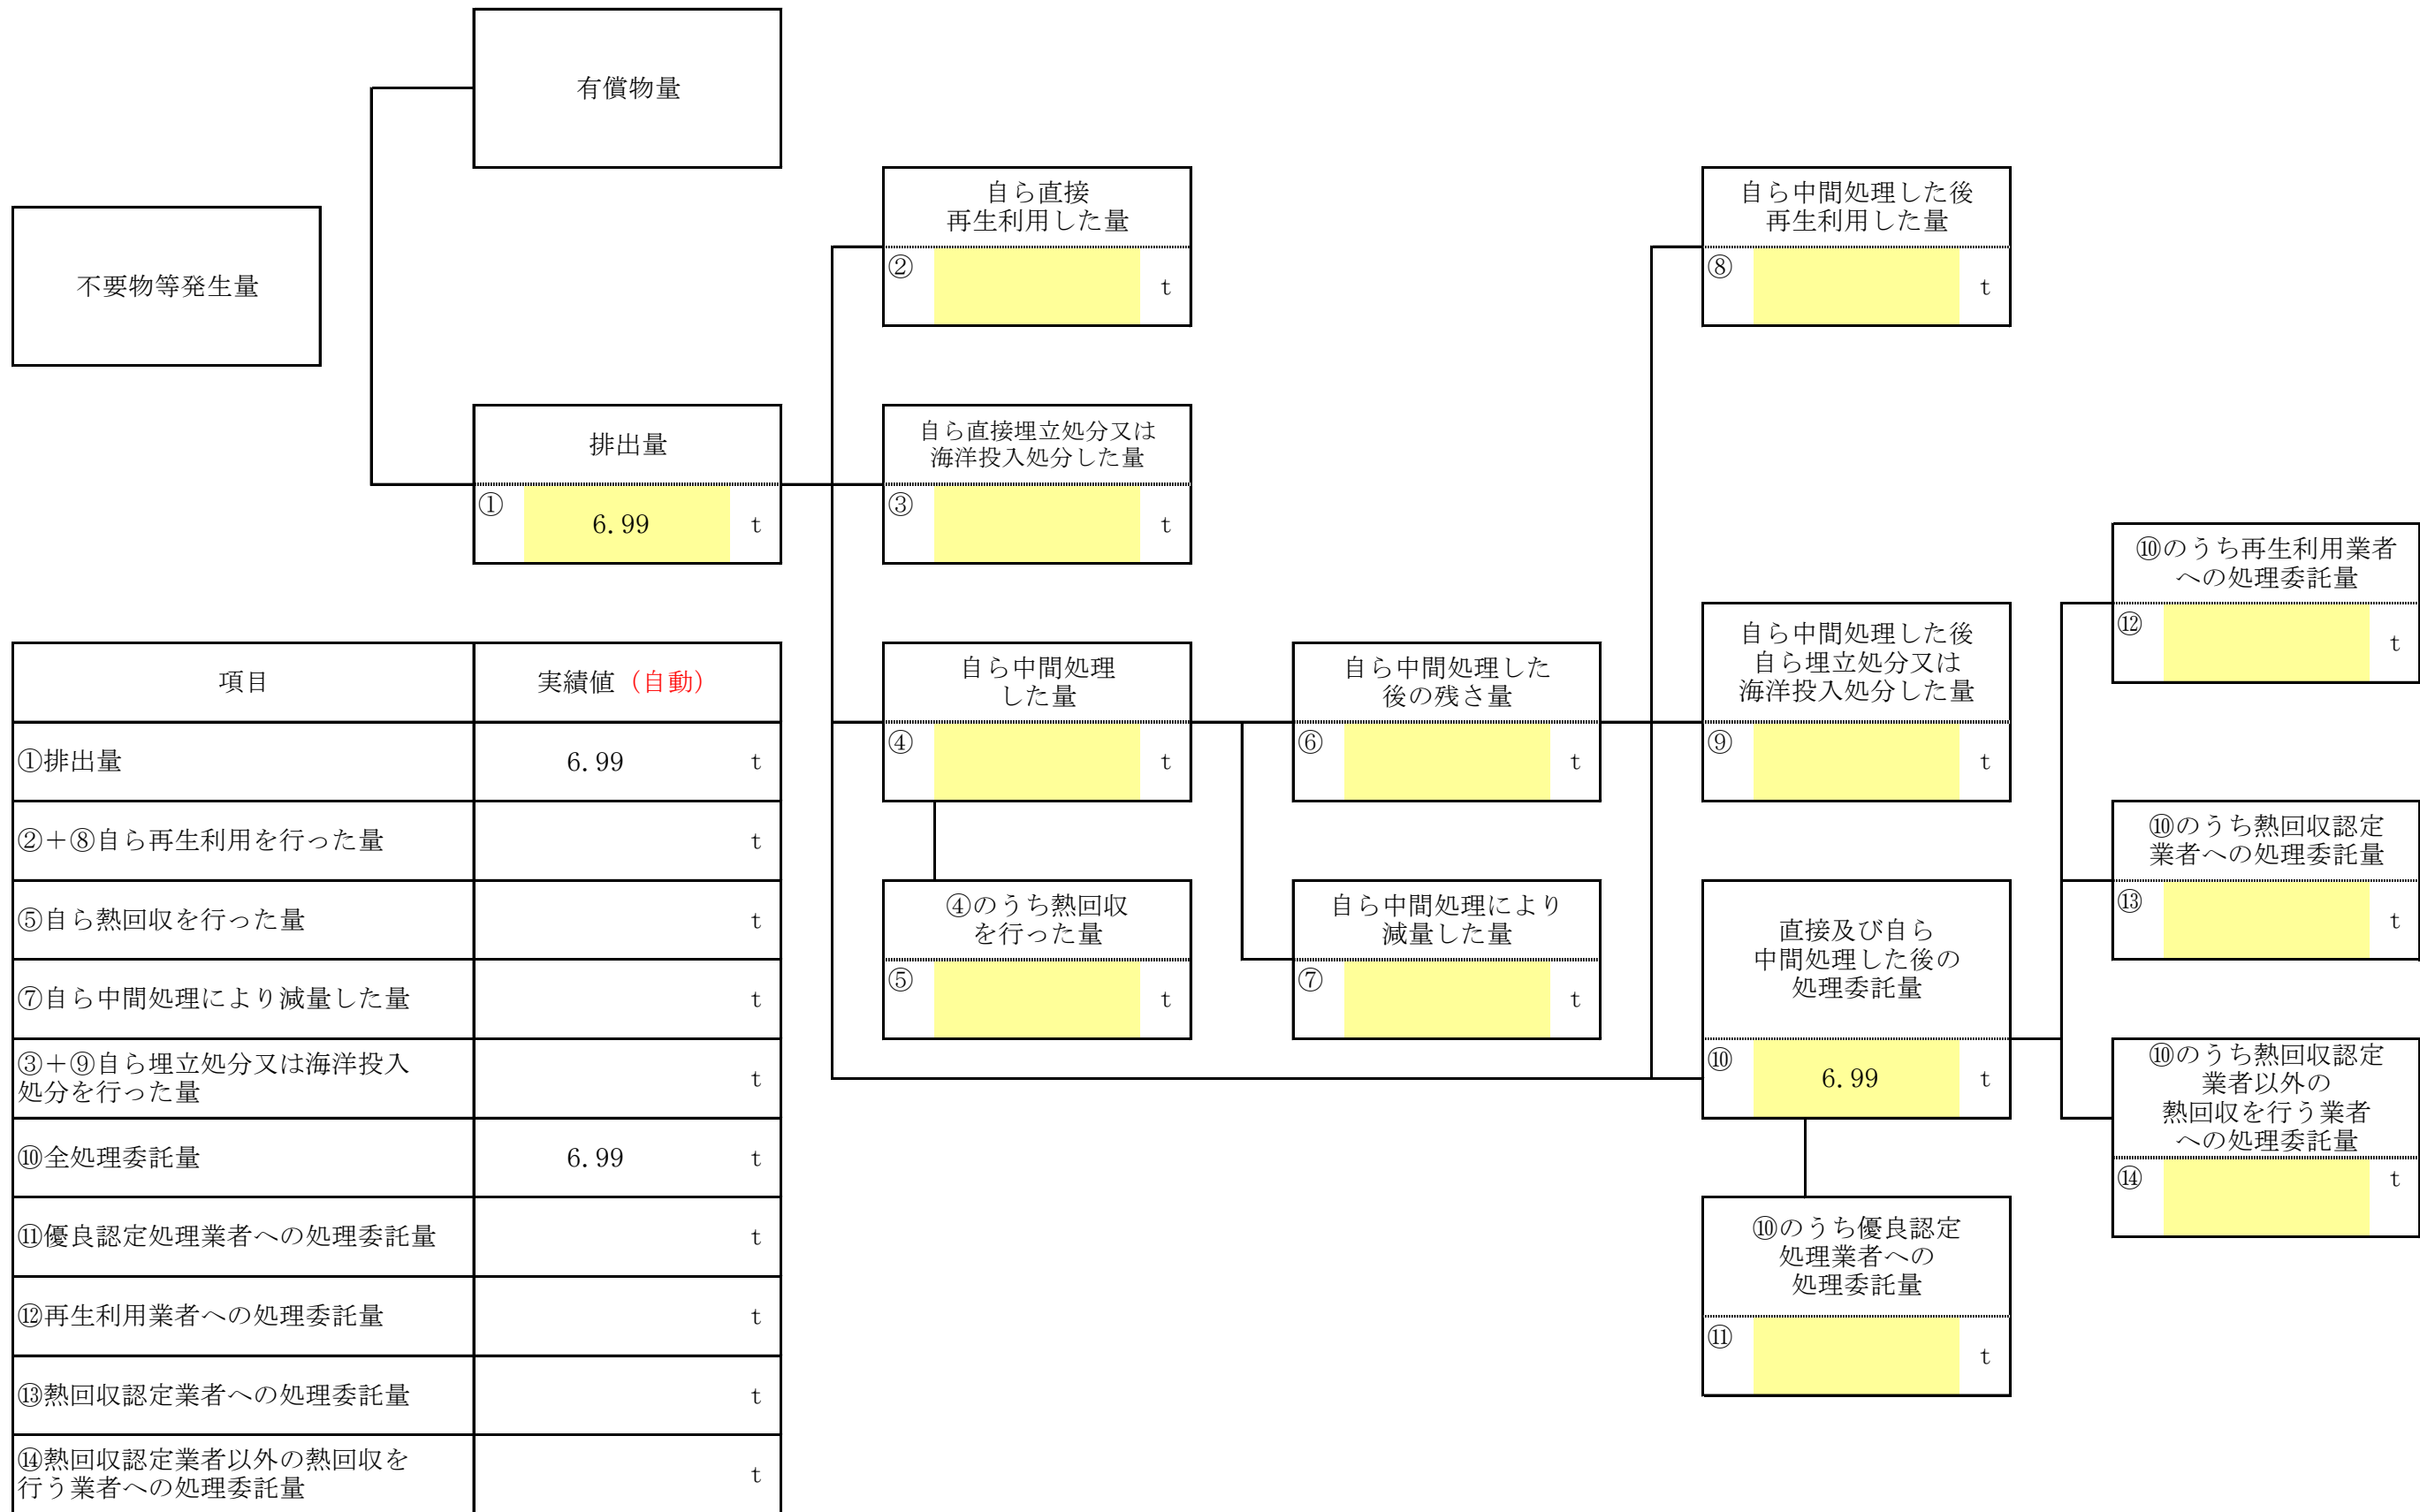 有償物量
不要物等発生量
排出量
① 6.99 t
自ら直接
再生利用した量
② t
自ら直接埋立処分又は
海洋投入処分した量
③ t
自ら中間処理
した量
④ t
④のうち熱回収
を行った量
⑤ t
自ら中間処理した
後の残さ量
⑥ t
自ら中間処理により
減量した量
⑦ t
自ら中間処理した後
再生利用した量
⑧ t
自ら中間処理した後
自ら埋立処分又は
海洋投入処分した量
⑨ t
直接及び自ら
中間処理した後の
処理委託量
⑩ 6.99 t
⑩のうち優良認定
処理業者への
処理委託量
⑪ t
⑩のうち再生利用業者
への処理委託量
⑫ t
⑩のうち熱回収認定
業者への処理委託量
⑬ t
⑩のうち熱回収認定
業者以外の
熱回収を行う業者
への処理委託量
⑭ t
項目 実績値（自動）
①排出量 6.99 t
②＋⑧自ら再生利用を行った量 t
⑤自ら熱回収を行った量 t
⑦自ら中間処理により減量した量 t
③＋⑨自ら埋立処分又は海洋投入
処分を行った量 t
⑩全処理委託量 6.99 t
⑪優良認定処理業者への処理委託量 t
⑫再生利用業者への処理委託量 t
⑬熱回収認定業者への処理委託量 t
⑭熱回収認定業者以外の熱回収を
行う業者への処理委託量 t